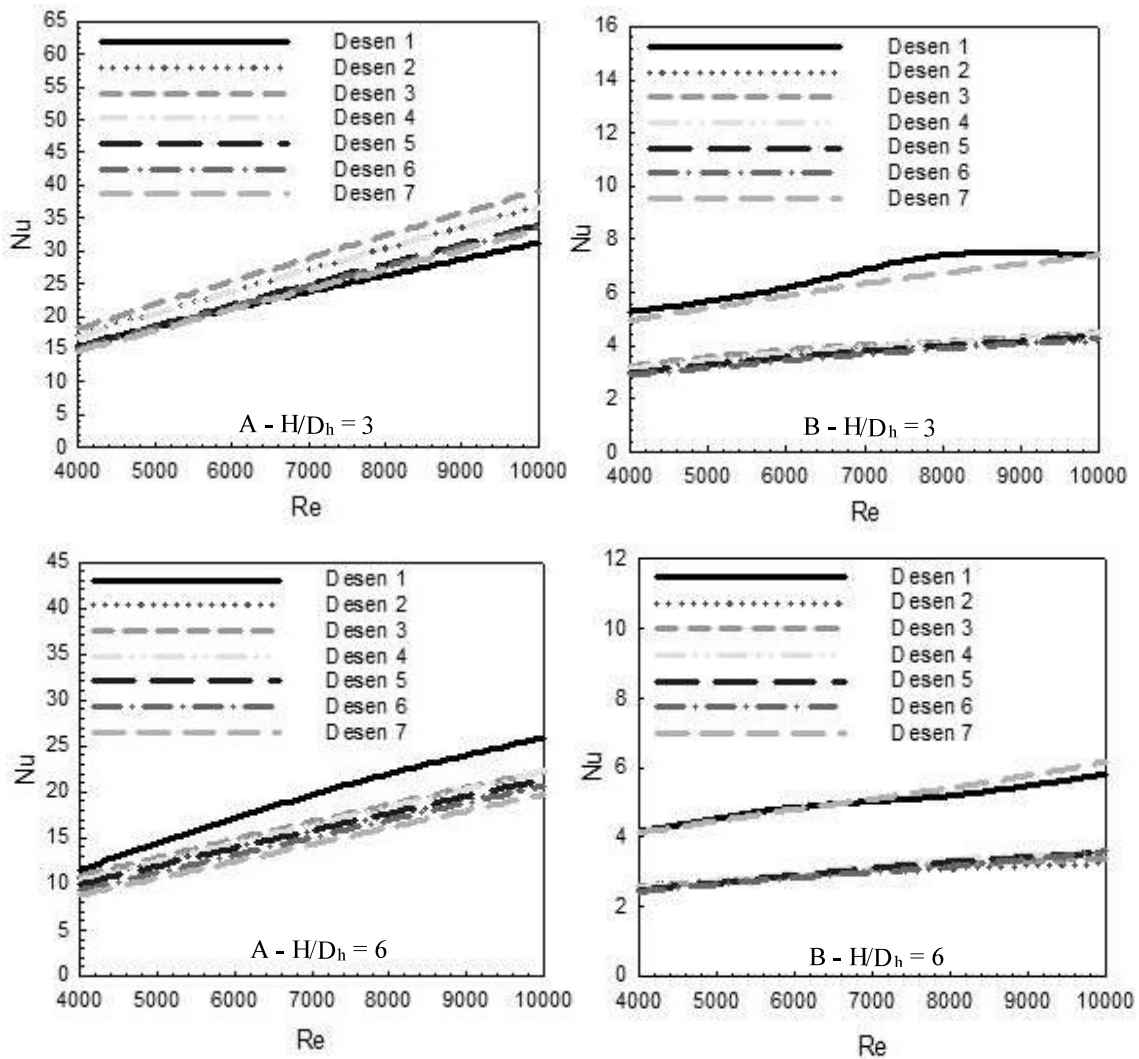 65
60
55
50
45
40
35
30
25
20
15
10
5
0
Nu
Desen 1
Desen 2
Desen 3
Desen 4
Desen 5
Desen 6
Desen 7
A - H/Dh = 3
4000 5000 6000 7000 8000 9000 10000
Re
16
14
12
10
8
6
4
2
0
Nu
Desen 1
Desen 2
Desen 3
Desen 4
Desen 5
Desen 6
Desen 7
B - H/Dh = 3
4000 5000 6000 7000 8000 9000 10000
Re
45
40
35
30
25
20
15
10
5
0
Nu
Desen 1
Desen 2
Desen 3
Desen 4
Desen 5
Desen 6
Desen 7
A - H/Dh = 6
4000 5000 6000 7000 8000 9000 10000
Re
12
10
8
6
4
2
0
Nu
Desen 1
Desen 2
Desen 3
Desen 4
Desen 5
Desen 6
Desen 7
B - H/Dh = 6
4000 5000 6000 7000 8000 9000 10000
Re